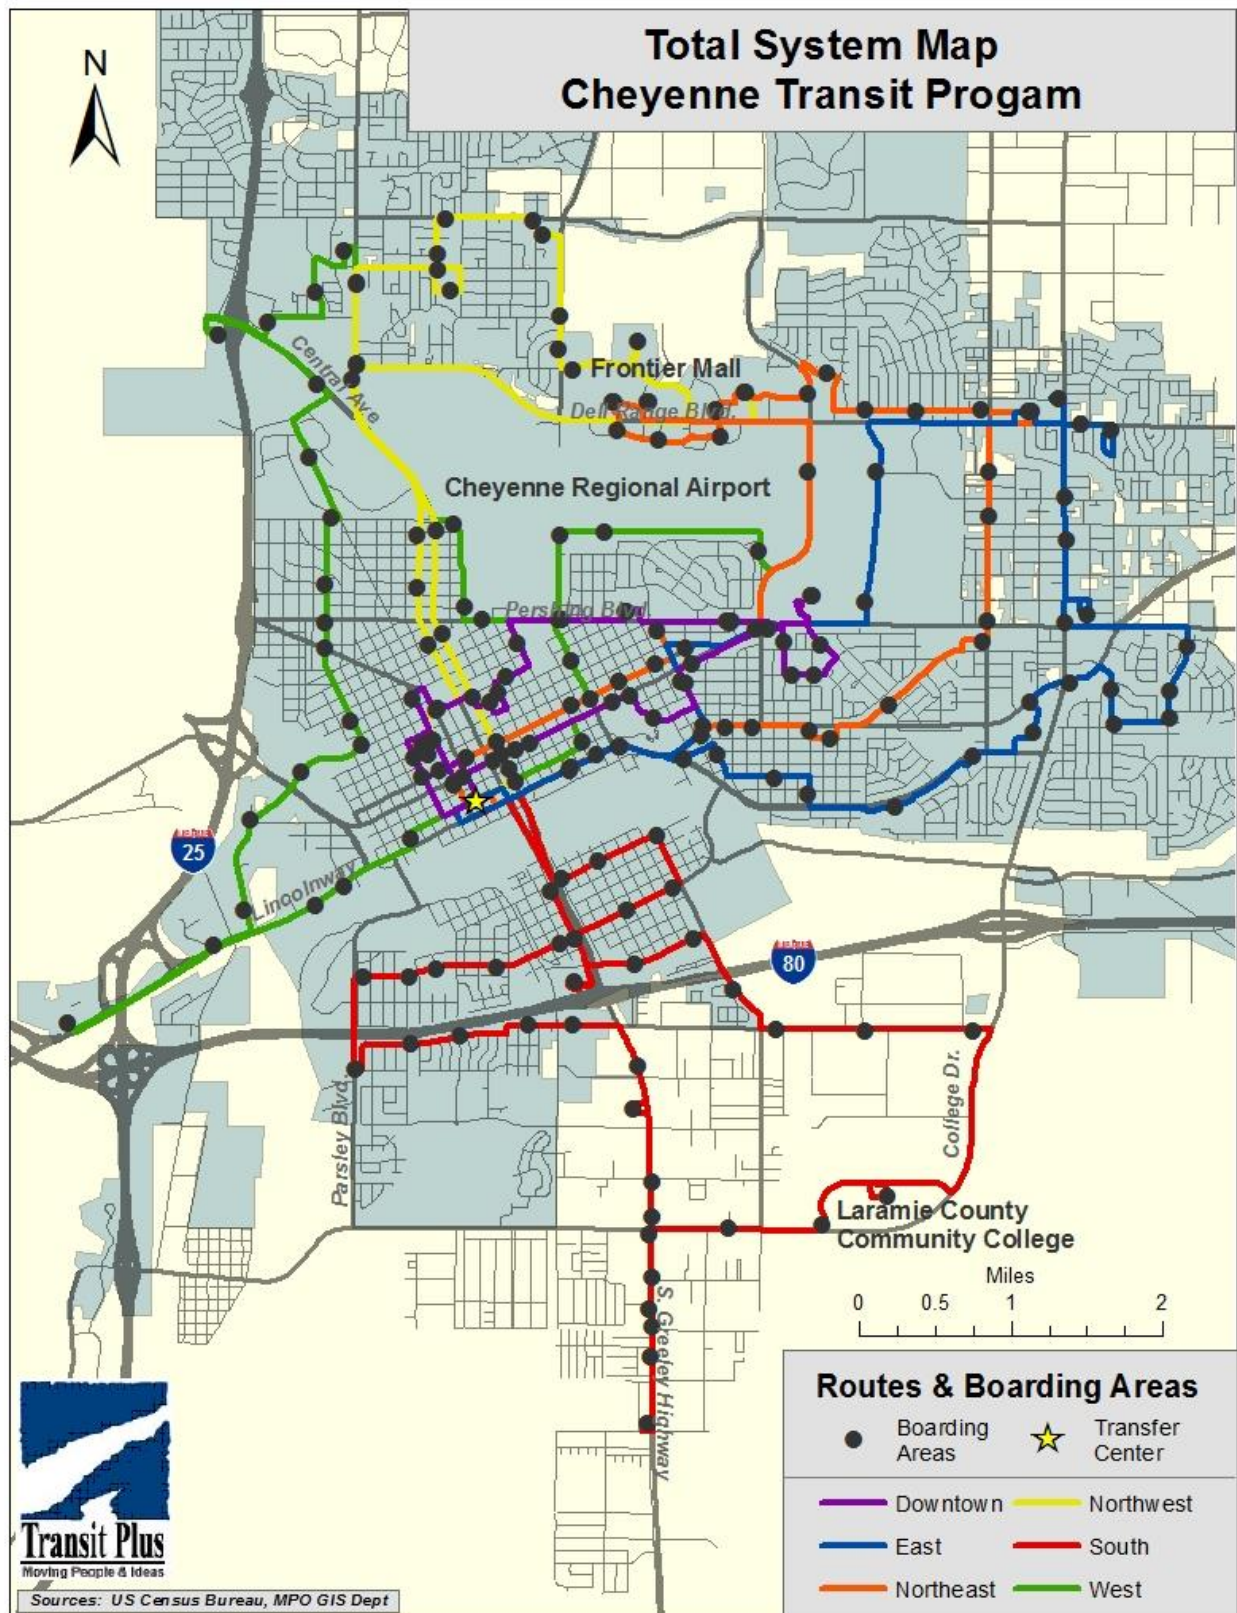 Total System Map
Cheyenne Transit Progam
N
Central Ave
Frontier Mall
Dell Range Blvd.
Cheyenne Regional Airport
Pershing Blvd.
25
Lincolnway
80
Parsley Blvd.
College Dr.
Laramie County
Community College
Miles
0 0.5 1 2
S. Greeley Highway
Routes & Boarding Areas
Boarding
Areas
Transfer
Center
Downtown Northwest
East South
Northeast West
Transit Plus
Moving People & Ideas
Sources: US Census Bureau, MPO GIS Dept